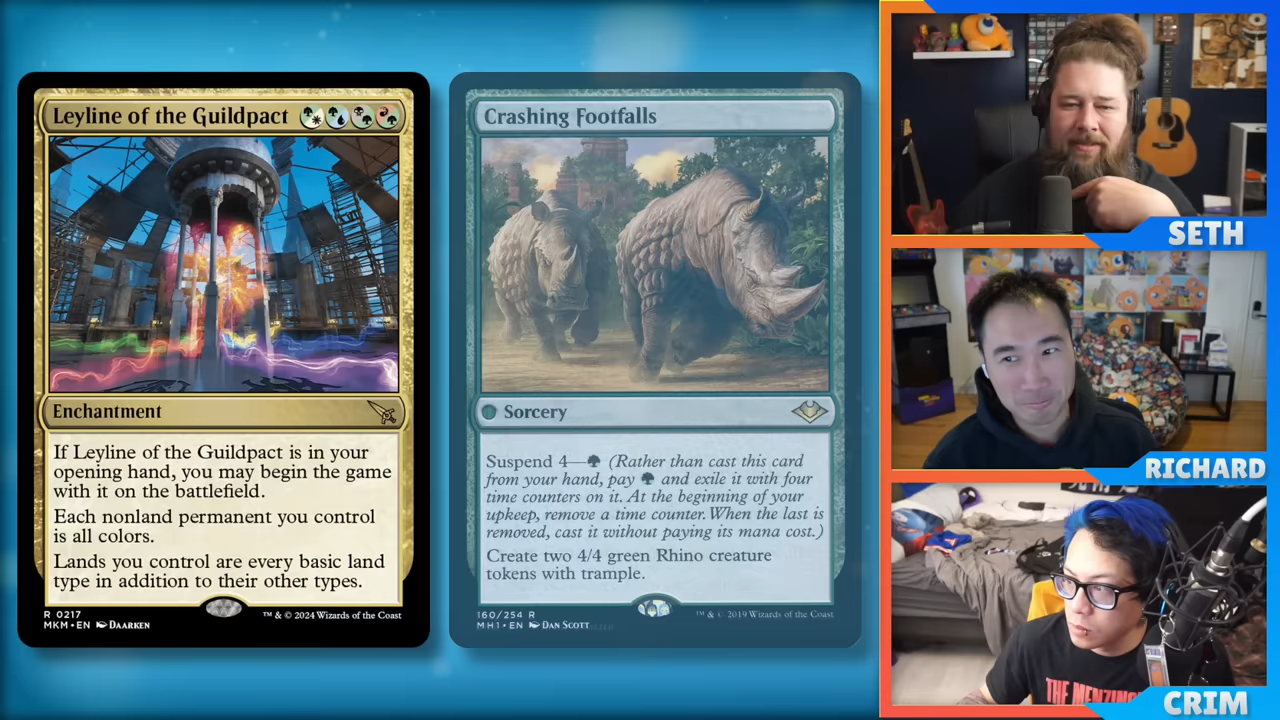 Leyline of the Guildpact
Enchantment
If Leyline of the Guildpact is in your
opening hand, you may begin the game
with it on the battlefield.
Each nonland permanent you control
is all colors.
Lands you control are every basic land
type in addition to their other types.
R 0217
MKM • EN DAARKEN
™ & © 2024 Wizards of the Coast
Crashing Footfalls
Sorcery
Suspend 4— (Rather than cast this card
from your hand, pay and exile it with four
time counters on it. At the beginning of your
upkeep, remove a time counter. When the last is
removed, cast it without paying its mana cost.)
Create two 4/4 green Rhino creature
tokens with trample.
160/254 R
MH1 • EN DAN SCOTT
™ & © 2019 Wizards of the Coast
SETH
RICHARD
CRIM
THE MENZING